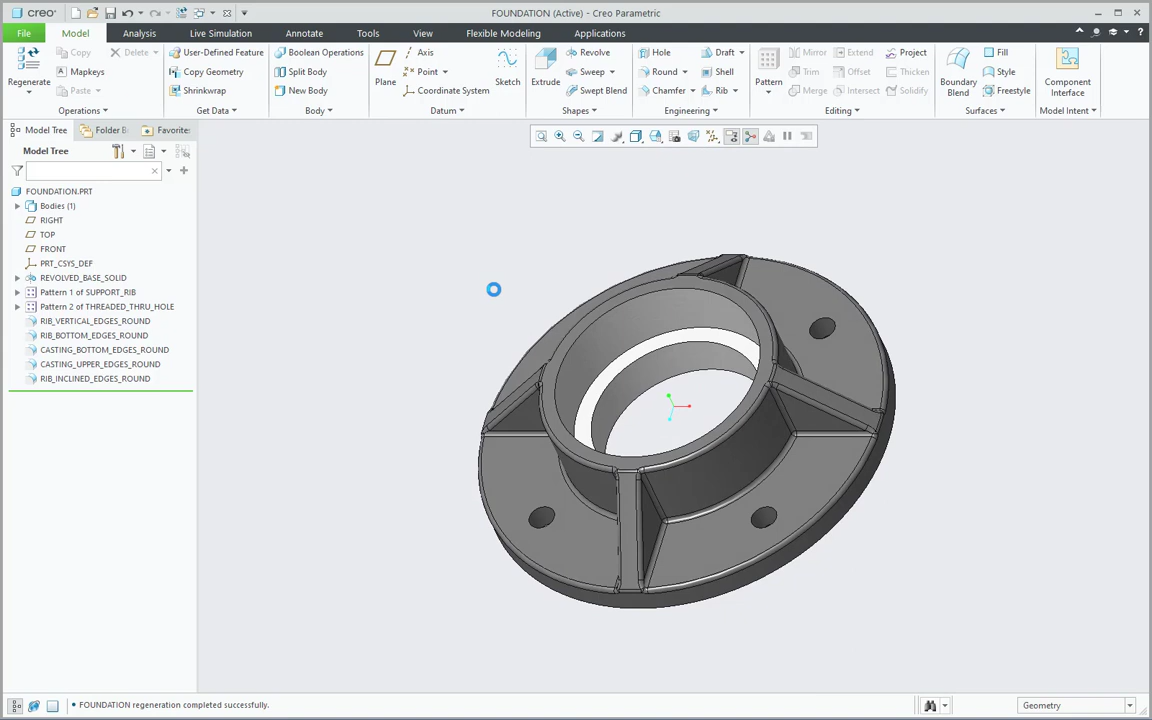 creo°
FOUNDATION (Active) - Creo Parametric
File Model Analysis Live Simulation Annotate Tools View Flexible Modeling Applications
Copy Delete User-Defined Feature Boolean Operations Axis Revolve Hole Draft Mirror Extend Project Fill
Mapkeys Copy Geometry Split Body Point Sweep Round Shell Trim Offset Thicken Style
Regenerate Plane Sketch Extrude Pattern Boundary Blend Component Interface
Paste Shrinkwrap New Body Coordinate System Swept Blend Chamfer Rib Merge Intersect Solidify Freestyle
Operations Get Data Body Datum Shapes Engineering Editing Surfaces Model Intent
Model Tree Folder B Favorite:
Model Tree
FOUNDATION.PRT
Bodies (1)
RIGHT
TOP
FRONT
PRT_CSYS_DEF
REVOLVED_BASE_SOLID
Pattern 1 of SUPPORT_RIB
Pattern 2 of THREADED_THRU_HOLE
RIB_VERTICAL_EDGES_ROUND
RIB_BOTTOM_EDGES_ROUND
CASTING_BOTTOM_EDGES_ROUND
CASTING_UPPER_EDGES_ROUND
RIB_INCLINED_EDGES_ROUND
• FOUNDATION regeneration completed successfully.
Geometry